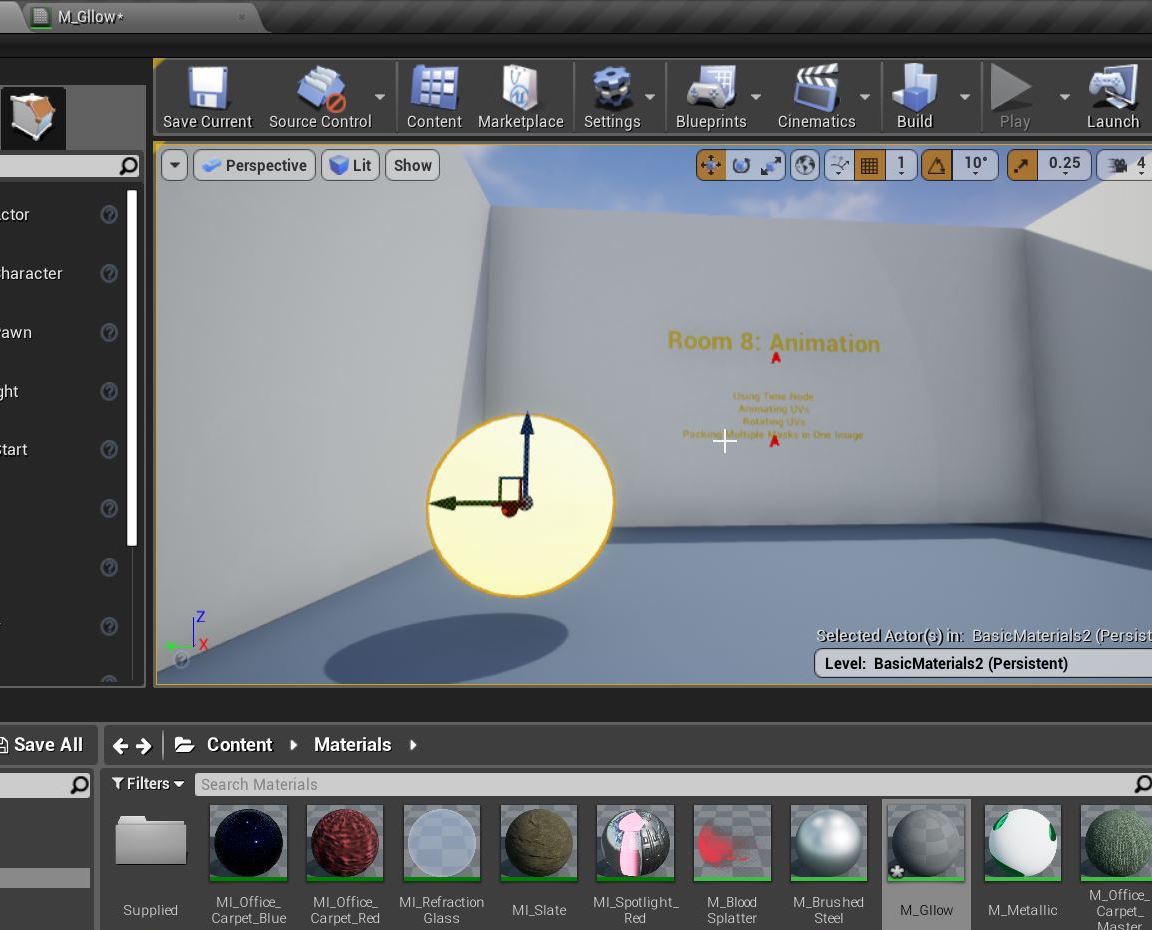 M_Gllow*
Save Current Source Control Content Marketplace Settings Blueprints Cinematics Build Play Launch
Perspective Lit Show 1 10° 0.25 4
Room 8: Animation
Using Time Node
Animating UVs
Rotating UVs
Packing Multiple Masks in One Image
A
A
ctor
haracter
awn
ght
Start
Z
X
Selected Actor(s) in: BasicMaterials2 (Persist
Level: BasicMaterials2 (Persistent)
Save All Content Materials
Filters Search Materials
Supplied
MI_Office_
Carpet_Blue
MI_Office_
Carpet_Red
MI_Refraction
Glass
MI_Slate
MI_Spotlight_
Red
M_Blood
Splatter
M_Brushed
Steel
M_Gllow
M_Metallic
M_Office_
Carpet_
Master